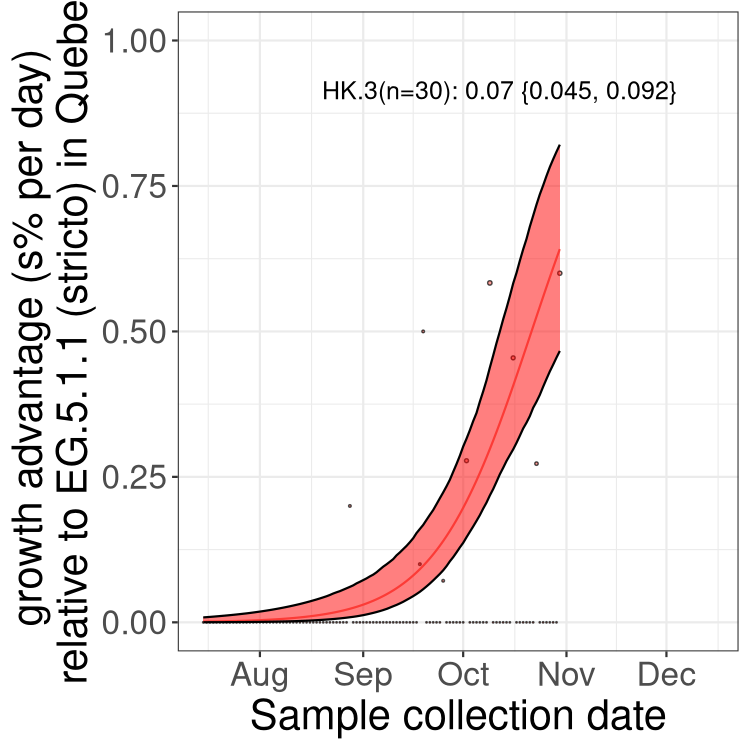 growth advantage (s% per day)
relative to EG.5.1.1 (stricto) in Quebe
1.00
0.75
0.50
0.25
0.00
HK.3(n=30): 0.07 {0.045, 0.092}
Aug Sep Oct Nov Dec
Sample collection date